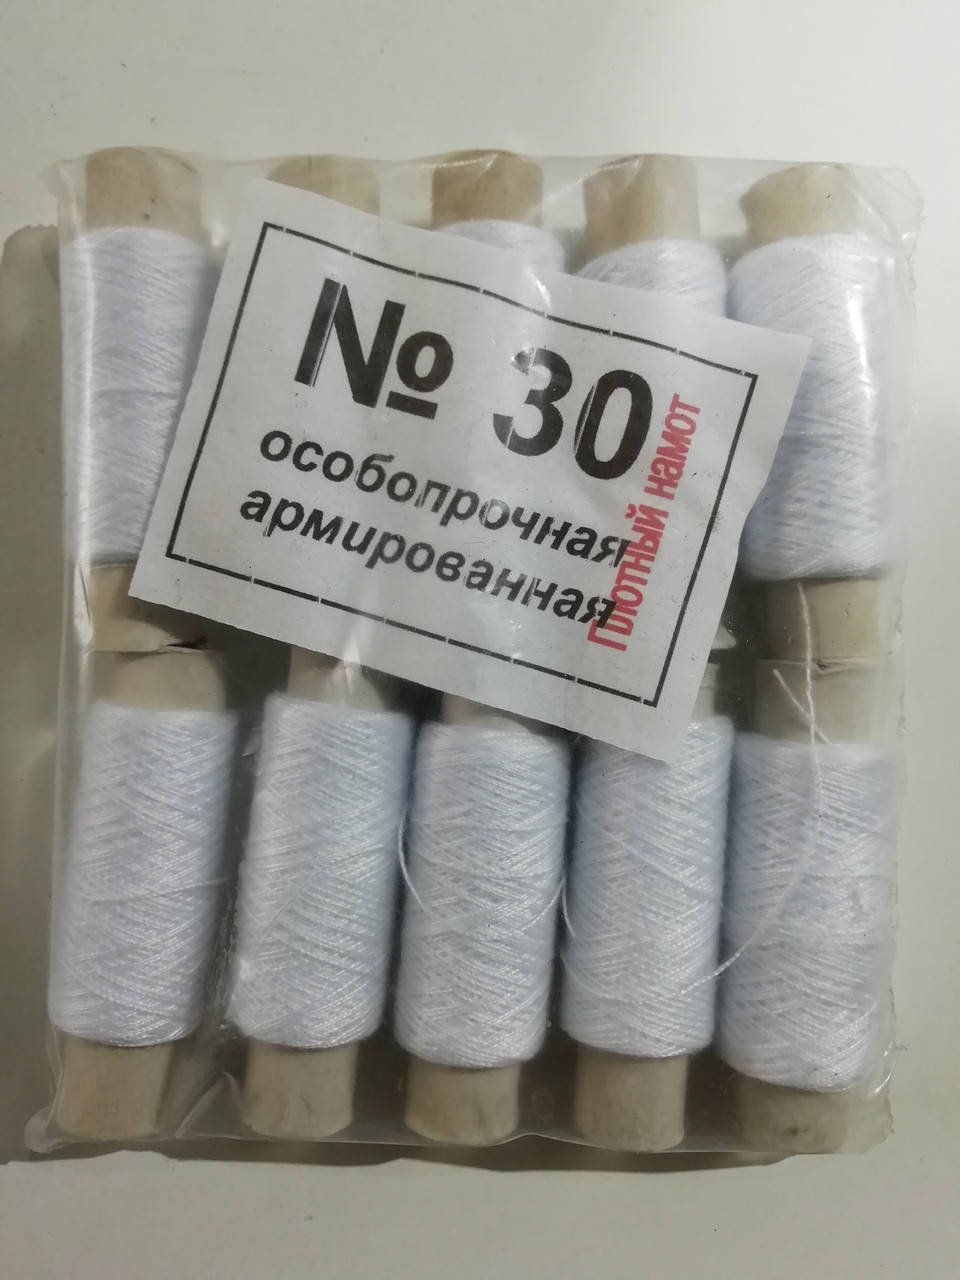 № 30
особопрочная
армированная
Плотный намот